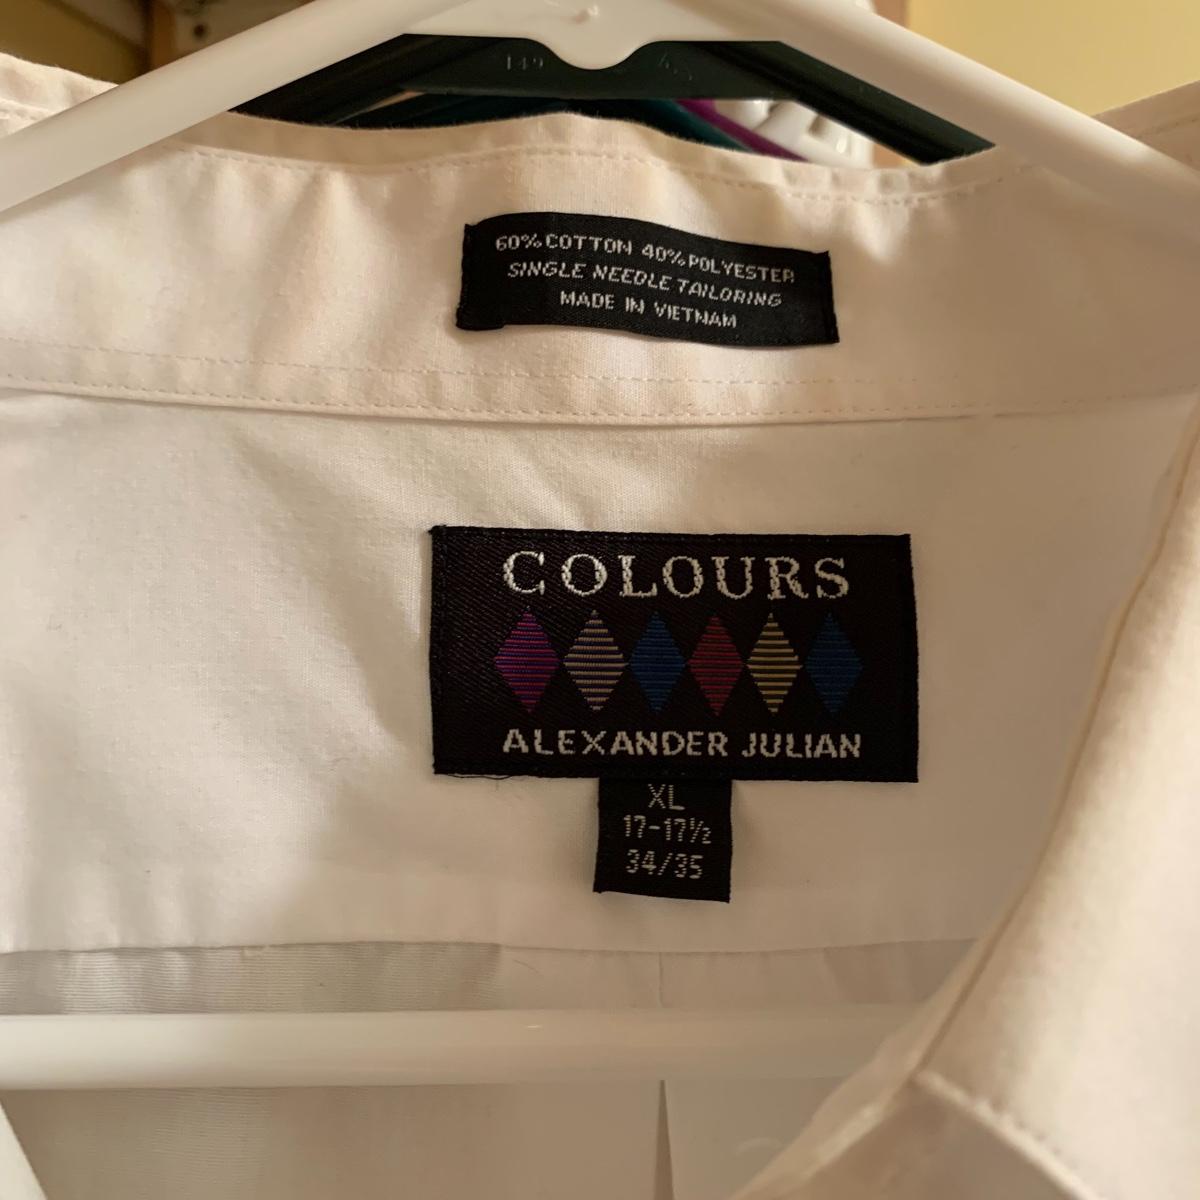 149
60% COTTON 40% POLYESTER
SINGLE NEEDLE TAILORING
MADE IN VIETNAM
COLOURS
ALEXANDER JULIAN
XL
17-17½
34/35